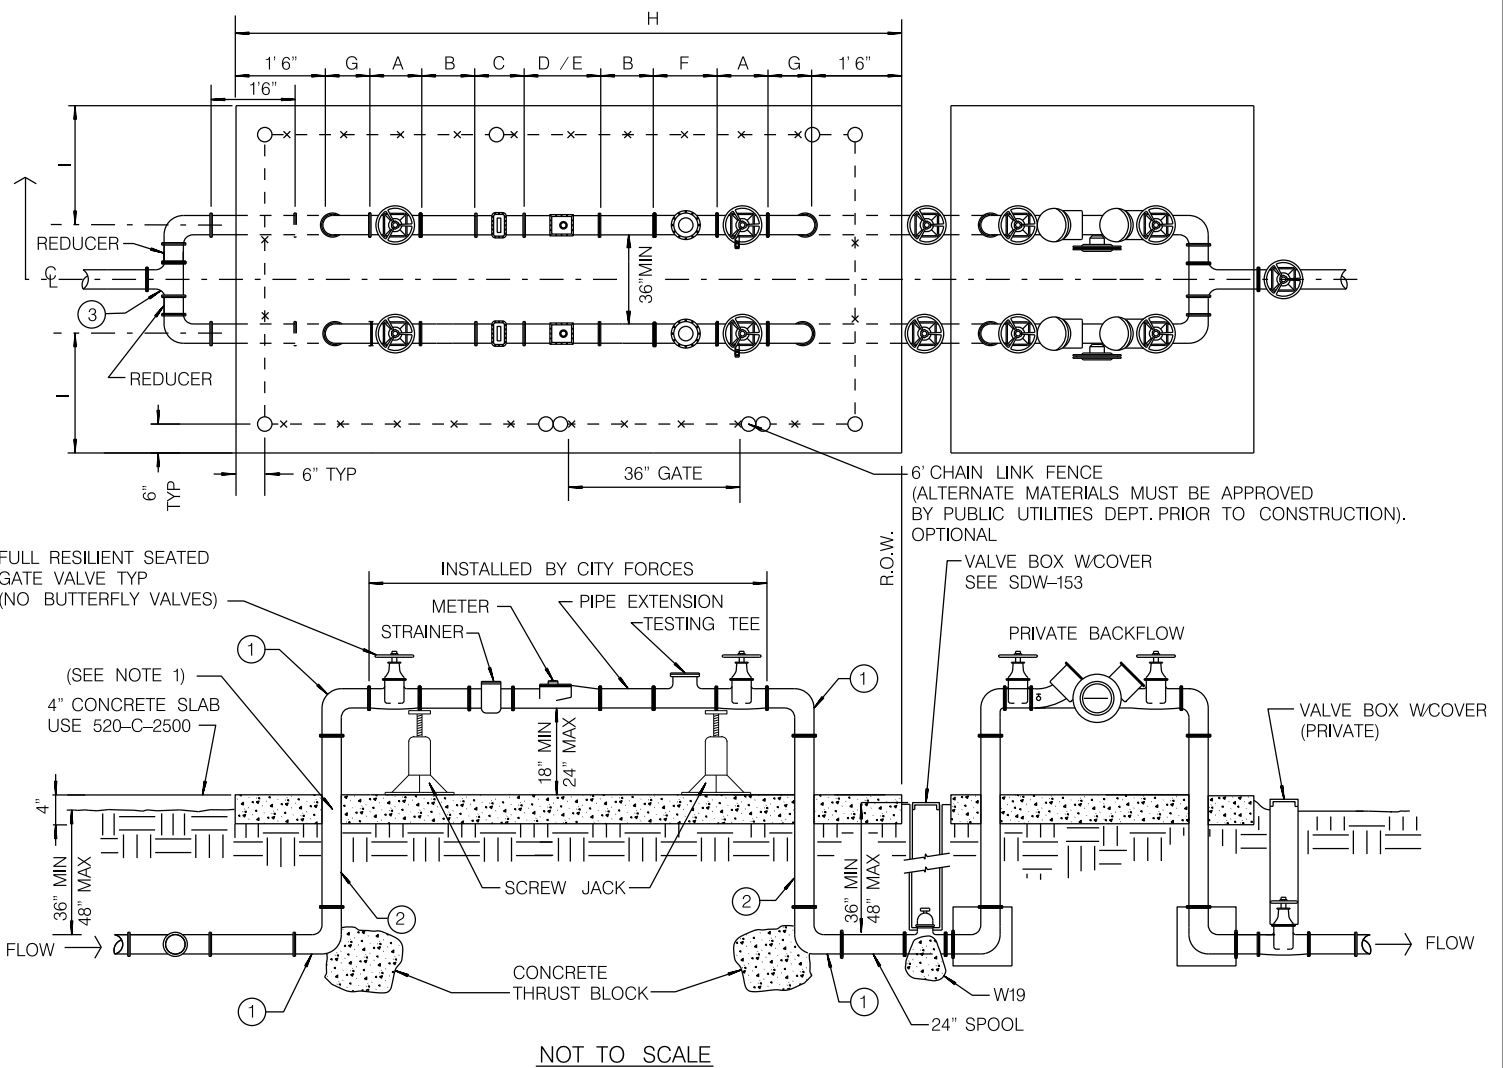 H
1' 6" G A B C D / E B F A G 1' 6"
1'6"
I
REDUCER
℄
36" MIN
3
REDUCER
I
6" TYP
36" GATE
6"
TYP
6' CHAIN LINK FENCE
(ALTERNATE MATERIALS MUST BE APPROVED
BY PUBLIC UTILITIES DEPT. PRIOR TO CONSTRUCTION).
OPTIONAL
R.O.W.
FULL RESILIENT SEATED
GATE VALVE TYP
(NO BUTTERFLY VALVES)
INSTALLED BY CITY FORCES
VALVE BOX W/COVER
SEE SDW-153
METER
PIPE EXTENSION
STRAINER
TESTING TEE
PRIVATE BACKFLOW
1
(SEE NOTE 1)
1
4" CONCRETE SLAB
USE 520-C-2500
VALVE BOX W/COVER
(PRIVATE)
18" MIN
24" MAX
4"
36" MIN
48" MAX
SCREW JACK
36" MIN
48" MAX
2
2
FLOW
FLOW
CONCRETE
THRUST BLOCK
1
1
W19
24" SPOOL
NOT TO SCALE